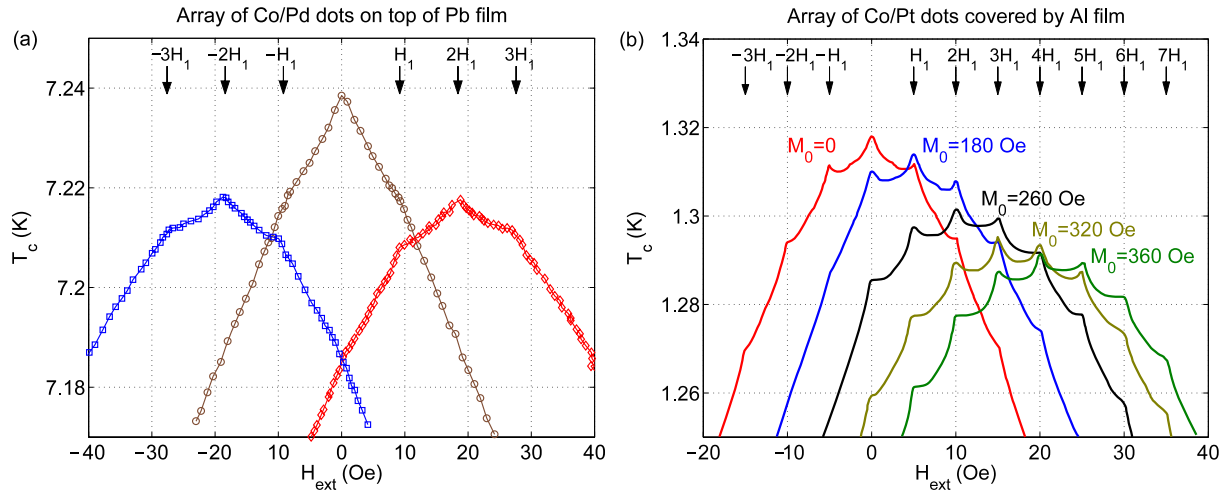 Array of Co/Pd dots on top of Pb film
(a)
−3H₁ −2H₁ −H₁ H₁ 2H₁ 3H₁
7.24
7.22
7.2
7.18
T_c (K)
−40 −30 −20 −10 0 10 20 30 40
H_ext (Oe)
Array of Co/Pt dots covered by Al film
(b)
−3H₁ −2H₁ −H₁ H₁ 2H₁ 3H₁ 4H₁ 5H₁ 6H₁ 7H₁
1.34
1.32
1.3
1.28
1.26
T_c (K)
M₀=0
M₀=180 Oe
M₀=260 Oe
M₀=320 Oe
M₀=360 Oe
−20 −10 0 10 20 30 40
H_ext (Oe)